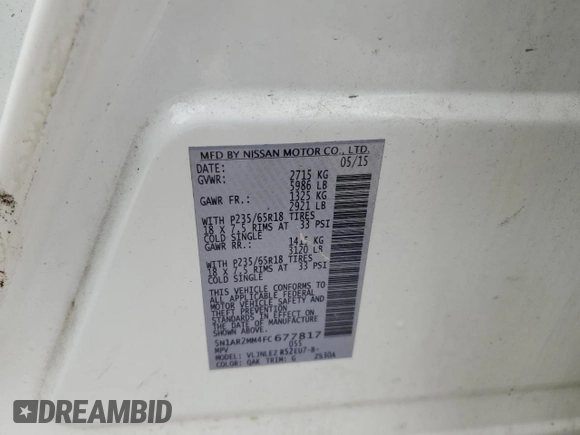 MFD BY NISSAN MOTOR CO., LTD.
DATE: 05/15
GVWR: 2715 KG
5986 LB
GAWR FR.: 1325 KG
2921 LB
WITH P235/65R18 TIRES
18 x 7.5 RIMS AT 33 PSI
COLD SINGLE
GAWR RR.: KG
3120 LB
WITH P235/65R18 TIRES
18 x 7.5 RIMS AT 33 PSI
COLD SINGLE
THIS VEHICLE CONFORMS TO
ALL APPLICABLE FEDERAL
MOTOR VEHICLE SAFETY AND
THEFT PREVENTION STANDARDS
IN EFFECT ON THE DATE OF
MANUFACTURE SHOWN ABOVE.
5N1AR2MM4FC677817
MPV 055
MODEL:
COLOR: QAK TRIM: G
RIDESAFELY